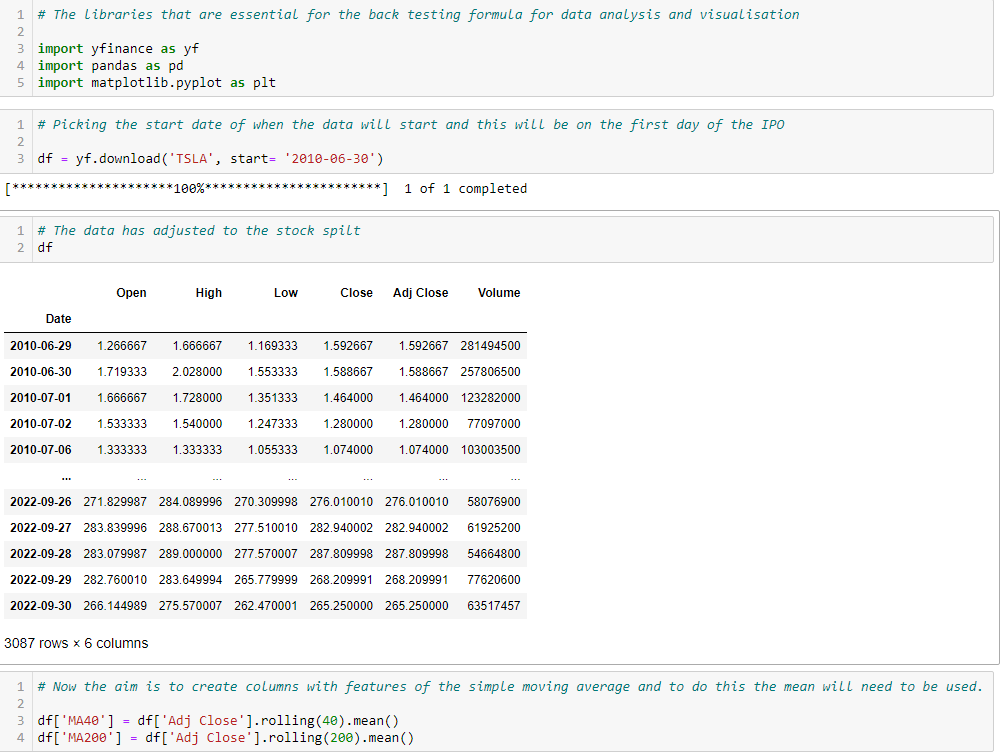 1 # The libraries that are essential for the back testing formula for data analysis and visualisation
2
3 import yfinance as yf
4 import pandas as pd
5 import matplotlib.pyplot as plt
1 # Picking the start date of when the data will start and this will be on the first day of the IPO
2
3 df = yf.download('TSLA', start= '2010-06-30')
[*********************100%***********************] 1 of 1 completed
1 # The data has adjusted to the stock spilt
2 df
Open High Low Close Adj Close Volume
Date
2010-06-29 1.266667 1.666667 1.169333 1.592667 1.592667 281494500
2010-06-30 1.719333 2.028000 1.553333 1.588667 1.588667 257806500
2010-07-01 1.666667 1.728000 1.351333 1.464000 1.464000 123282000
2010-07-02 1.533333 1.540000 1.247333 1.280000 1.280000 77097000
2010-07-06 1.333333 1.333333 1.055333 1.074000 1.074000 103003500
... ... ... ... ... ... ...
2022-09-26 271.829987 284.089996 270.309998 276.010010 276.010010 58076900
2022-09-27 283.839996 288.670013 277.510010 282.940002 282.940002 61925200
2022-09-28 283.079987 289.000000 277.570007 287.809998 287.809998 54664800
2022-09-29 282.760010 283.649994 265.779999 268.209991 268.209991 77620600
2022-09-30 266.144989 275.570007 262.470001 265.250000 265.250000 63517457
3087 rows × 6 columns
1 # Now the aim is to create columns with features of the simple moving average and to do this the mean will need to be used.
2
3 df['MA40'] = df['Adj Close'].rolling(40).mean()
4 df['MA200'] = df['Adj Close'].rolling(200).mean()